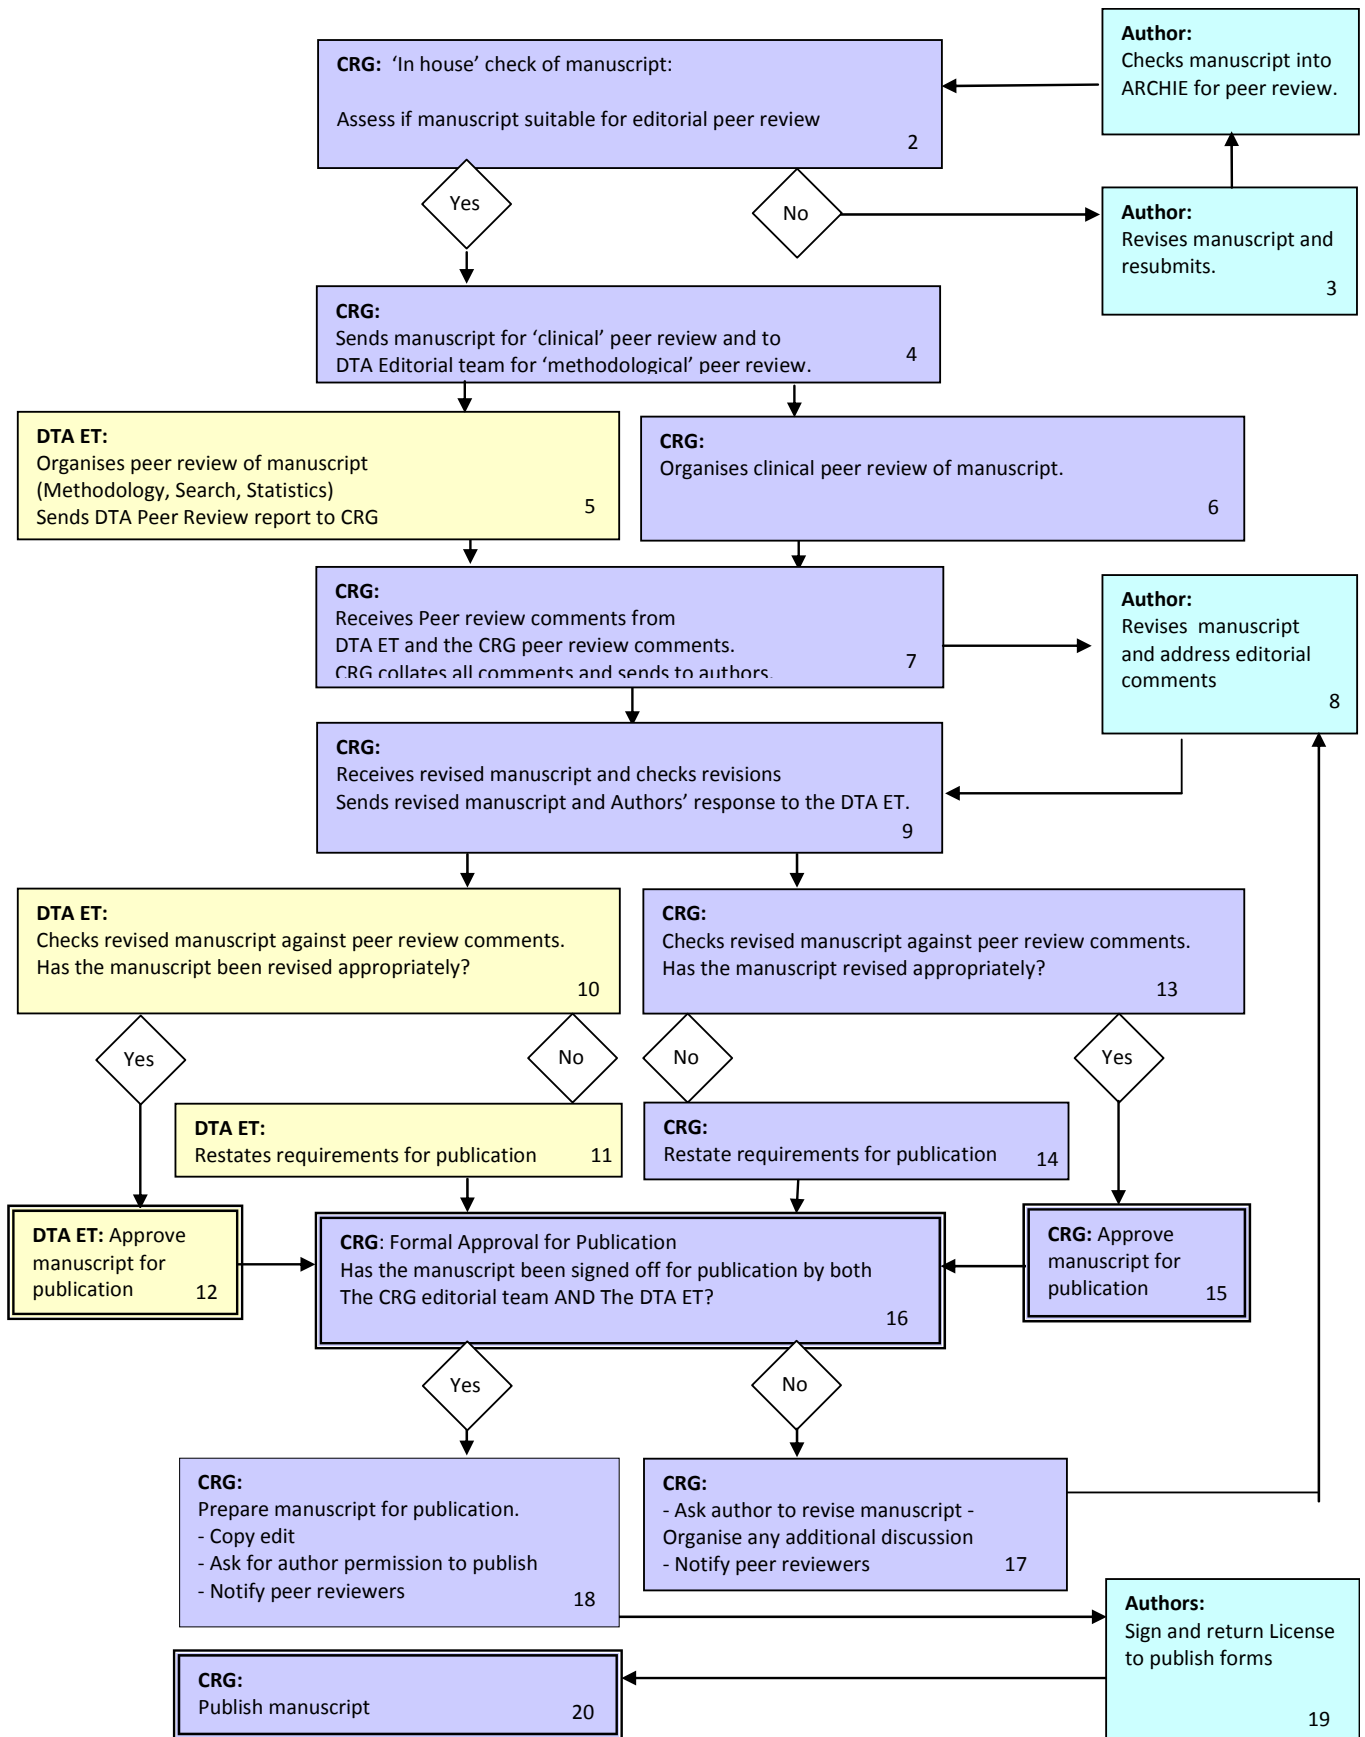 Author:
Checks manuscript into
ARCHIE for peer review.
CRG: ‘In house’ check of manuscript:
Assess if manuscript suitable for editorial peer review
2
Yes
No
Author:
Revises manuscript and
resubmits.
3
CRG:
Sends manuscript for ‘clinical’ peer review and to
DTA Editorial team for ‘methodological’ peer review.
4
DTA ET:
Organises peer review of manuscript
(Methodology, Search, Statistics)
Sends DTA Peer Review report to CRG
5
CRG:
Organises clinical peer review of manuscript.
6
CRG:
Receives Peer review comments from
DTA ET and the CRG peer review comments.
CRG collates all comments and sends to authors.
7
Author:
Revises manuscript
and address editorial
comments
8
CRG:
Receives revised manuscript and checks revisions
Sends revised manuscript and Authors’ response to the DTA ET.
9
DTA ET:
Checks revised manuscript against peer review comments.
Has the manuscript been revised appropriately?
10
CRG:
Checks revised manuscript against peer review comments.
Has the manuscript revised appropriately?
13
Yes
No
No
Yes
DTA ET:
Restates requirements for publication
11
CRG:
Restate requirements for publication
14
DTA ET: Approve
manuscript for
publication
12
CRG: Formal Approval for Publication
Has the manuscript been signed off for publication by both
The CRG editorial team AND The DTA ET?
16
CRG: Approve
manuscript for
publication
15
Yes
No
CRG:
Prepare manuscript for publication.
- Copy edit
- Ask for author permission to publish
- Notify peer reviewers
18
CRG:
- Ask author to revise manuscript -
Organise any additional discussion
- Notify peer reviewers
17
Authors:
Sign and return License
to publish forms
19
CRG:
Publish manuscript
20